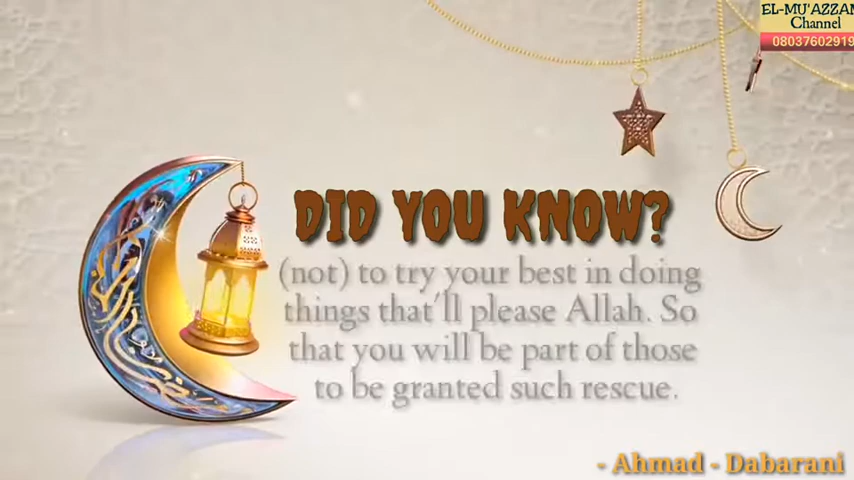 EL-MU'AZZAM
Channel
08037602919
DID YOU KNOW?
(not) to try your best in doing
things that'll please Allah. So
that you will be part of those
to be granted such rescue.
- Ahmad - Dabarani